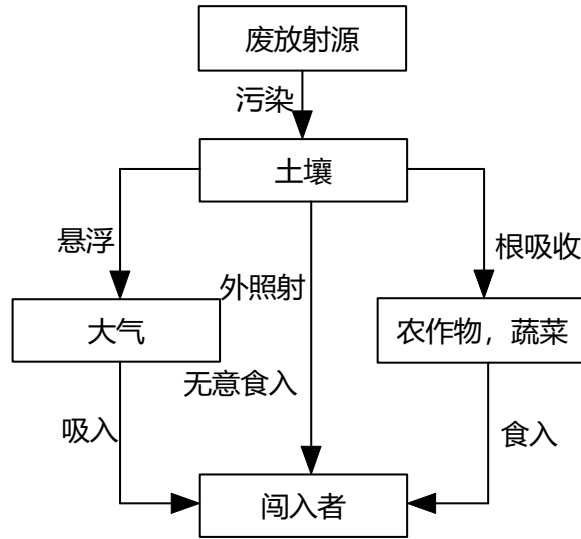 废放射源
污染
土壤
悬浮
外照射
根吸收
大气
农作物，蔬菜
无意食入
吸入
食入
闯入者